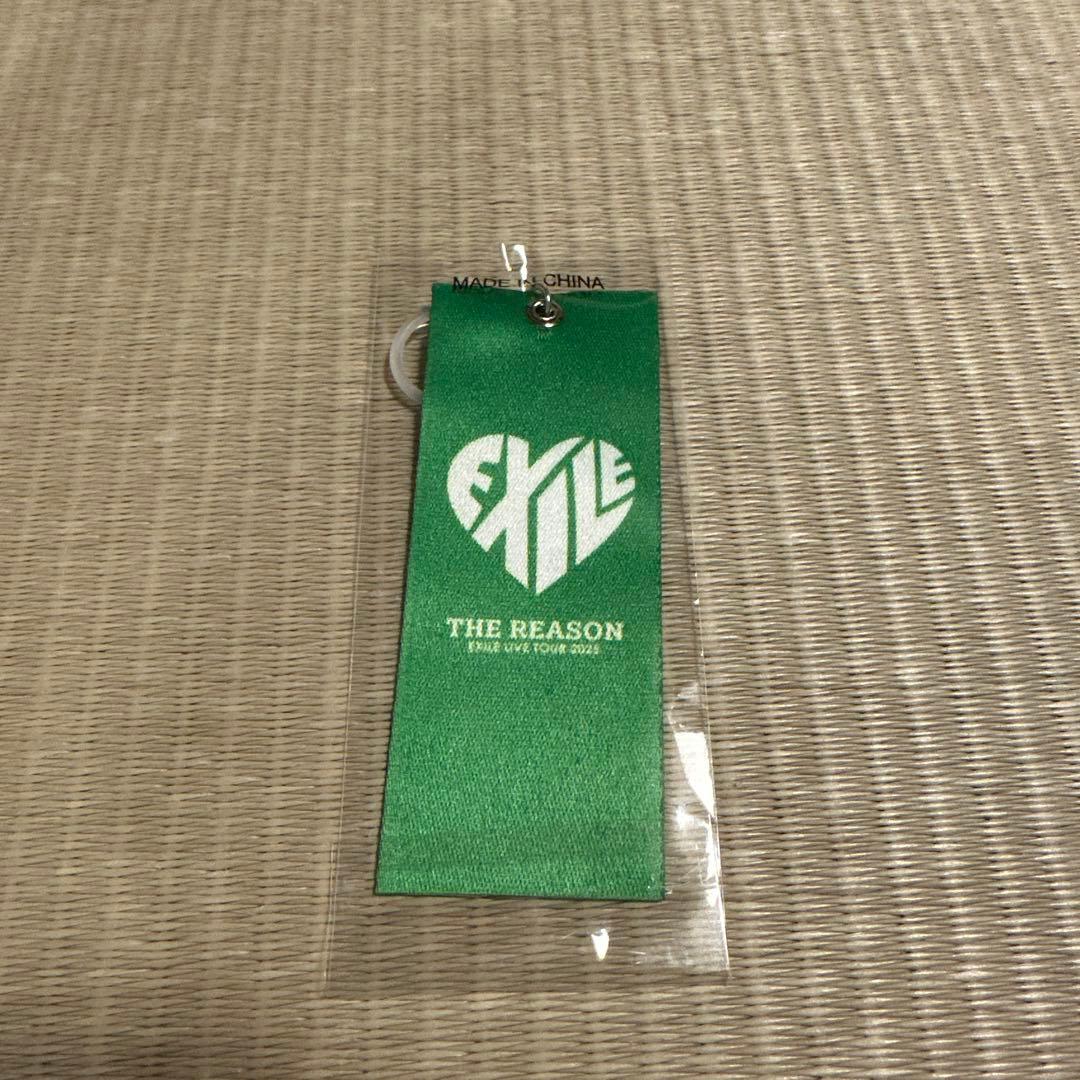 MADE IN CHINA
EXILE
THE REASON
EXILE LIVE TOUR 2025